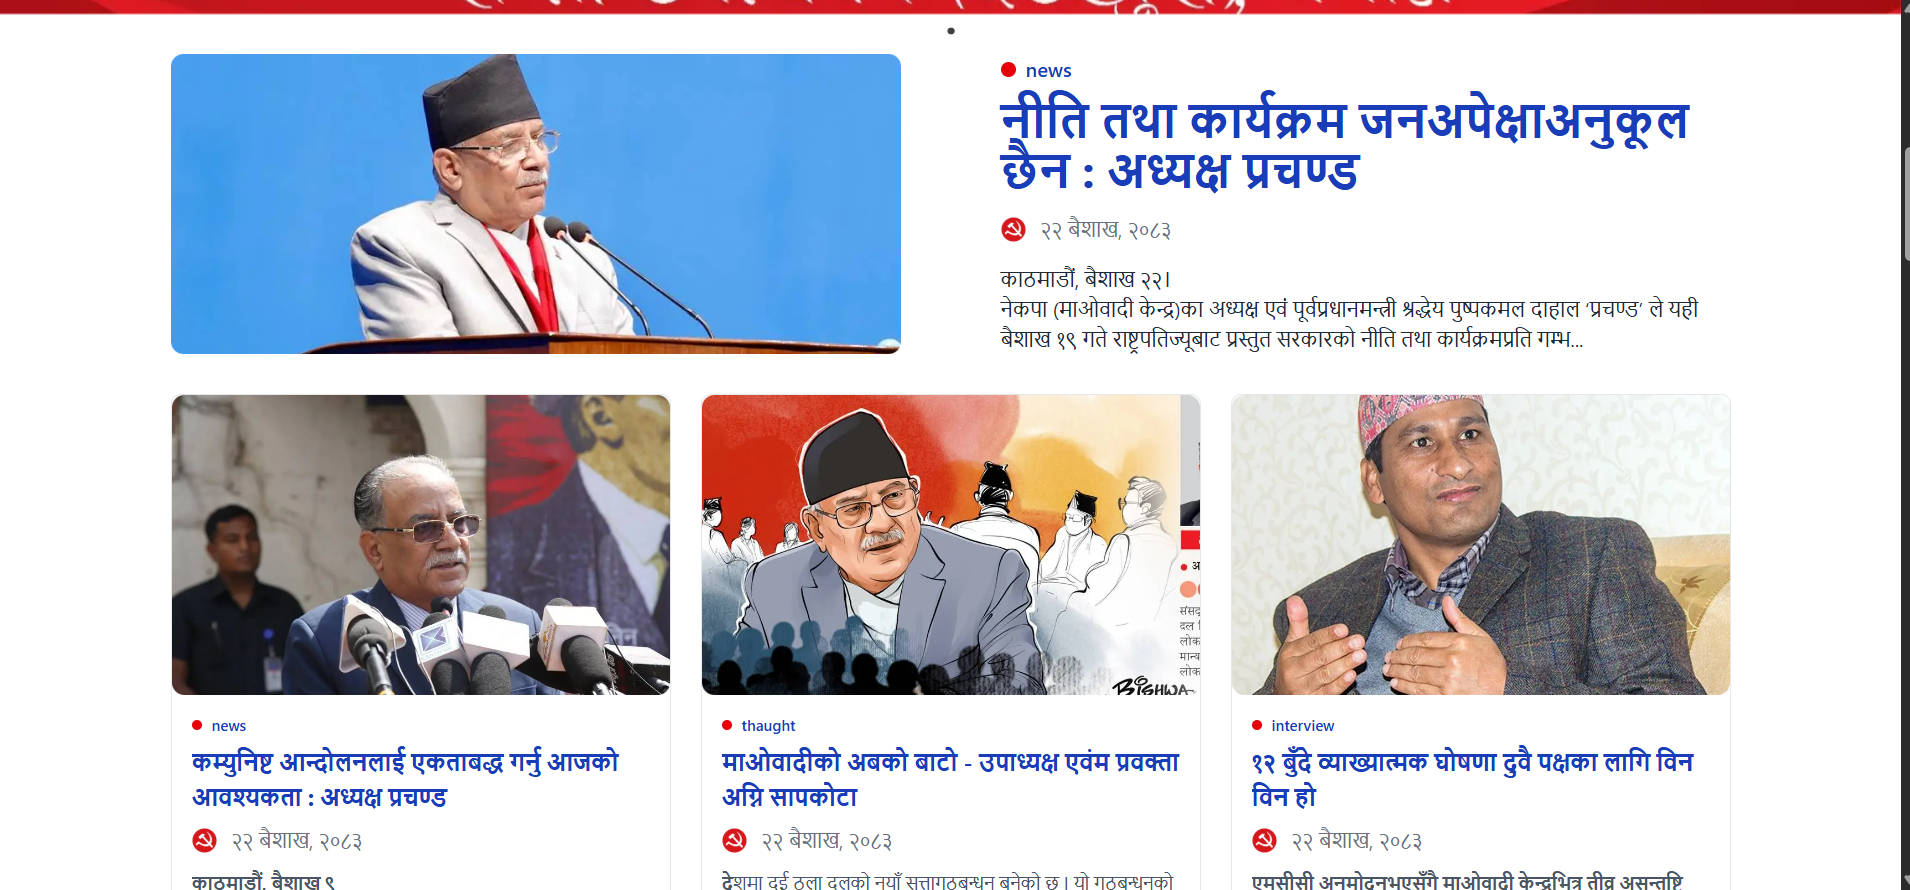 news
नीति तथा कार्यक्रम जनअपेक्षाअनुकूल
छैन : अध्यक्ष प्रचण्ड
२२ बैशाख, २०८३
काठमाडौं, बैशाख २२।
नेकपा (माओवादी केन्द्र)का अध्यक्ष एवं पूर्वप्रधानमन्त्री श्रद्धेय पुष्पकमल दाहाल ‘प्रचण्ड’ ले यही
बैशाख १९ गते राष्ट्रपतिज्यूबाट प्रस्तुत सरकारको नीति तथा कार्यक्रमप्रति गम्भ...
news
कम्युनिष्ट आन्दोलनलाई एकताबद्ध गर्नु आजको
आवश्यकता : अध्यक्ष प्रचण्ड
२२ बैशाख, २०८३
काठमाडौं, बैशाख ९
BISHWA
thaught
माओवादीको अबको बाटो - उपाध्यक्ष एवंम प्रवक्ता
अग्नि सापकोटा
२२ बैशाख, २०८३
देशमा दुई ठूला दलको नयाँ सत्तागठबन्धन बनेको छ । यो गठबन्धनको
interview
१२ बुँदे व्याख्यात्मक घोषणा दुवै पक्षका लागि विन
विन हो
२२ बैशाख, २०८३
एमसीसी अनुमोदनभएसँगै माओवादी केन्द्रभित्र तीव्र असन्तुष्टि